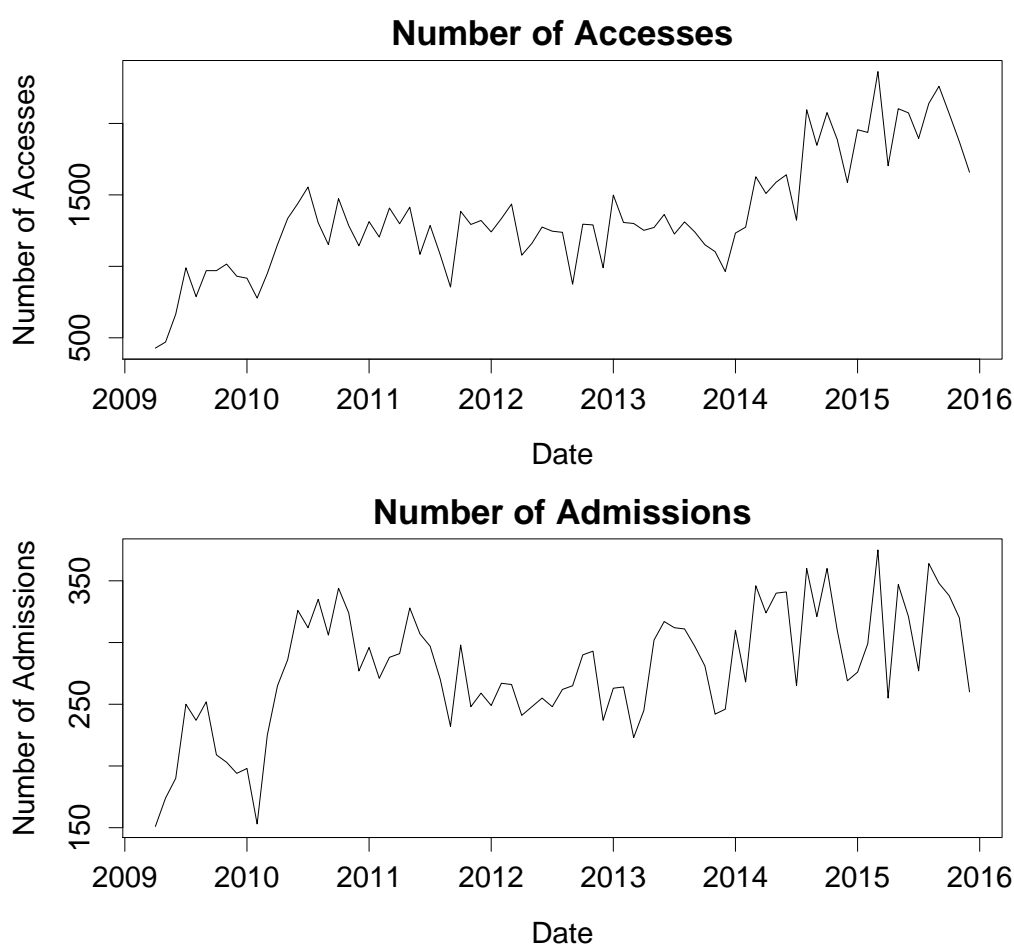 Number of Accesses
Number of Accesses
1500
500
2009 2010 2011 2012 2013 2014 2015 2016
Date
Number of Admissions
Number of Admissions
350
250
150
2009 2010 2011 2012 2013 2014 2015 2016
Date